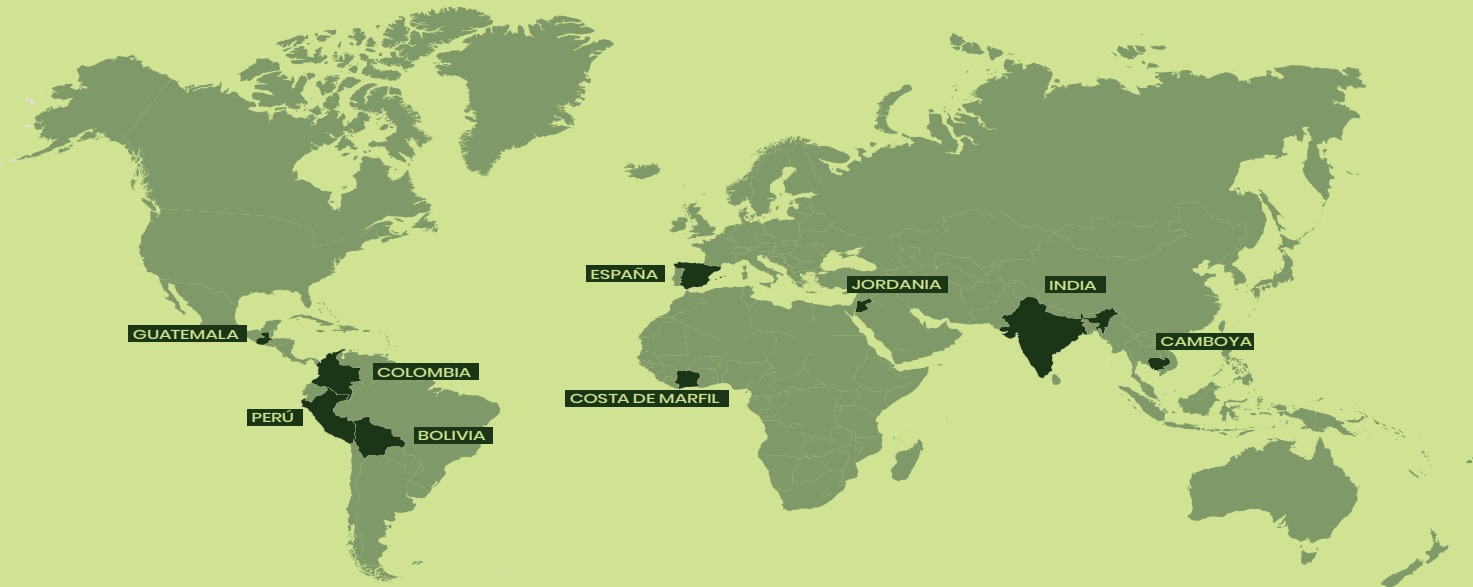 ESPAÑA
JORDANIA
INDIA
GUATEMALA
CAMBOYA
COLOMBIA
COSTA DE MARFIL
PERÚ
BOLIVIA